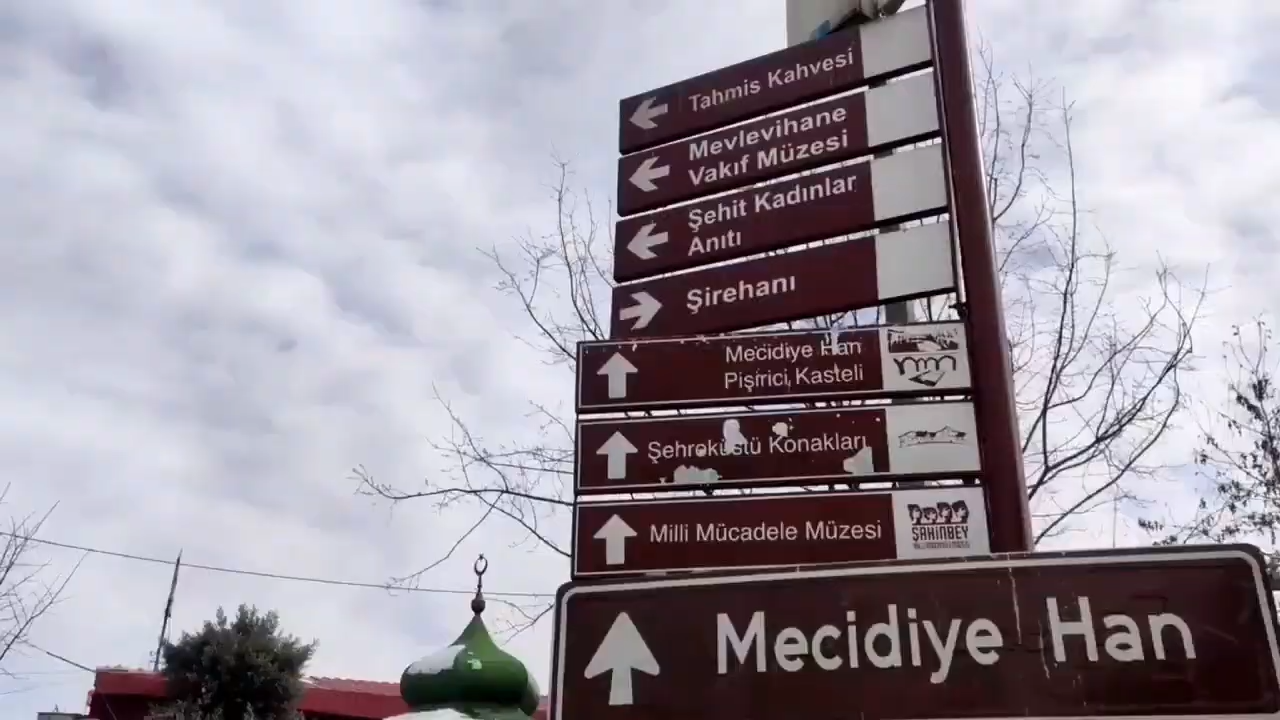 Tahmis Kahvesi
Mevlevihane
Vakıf Müzesi
Şehit Kadınlar
Anıtı
Şirehanı
Mecidiye Han
Pişirici Kasteli
Şehreküstü Konakları
Milli Mücadele Müzesi
ŞAHİNBEY
Mecidiye Han